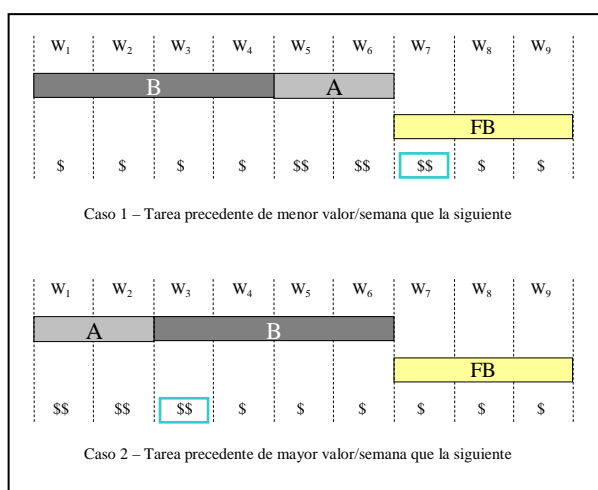 W₁ W₂ W₃ W₄ W₅ W₆ W₇ W₈ W₉
B A
FB
$ $ $ $ $$ $$ $$ $ $
Caso 1 – Tarea precedente de menor valor/semana que la siguiente
W₁ W₂ W₃ W₄ W₅ W₆ W₇ W₈ W₉
A B
FB
$$ $$ $$ $ $ $ $ $ $
Caso 2 – Tarea precedente de mayor valor/semana que la siguiente